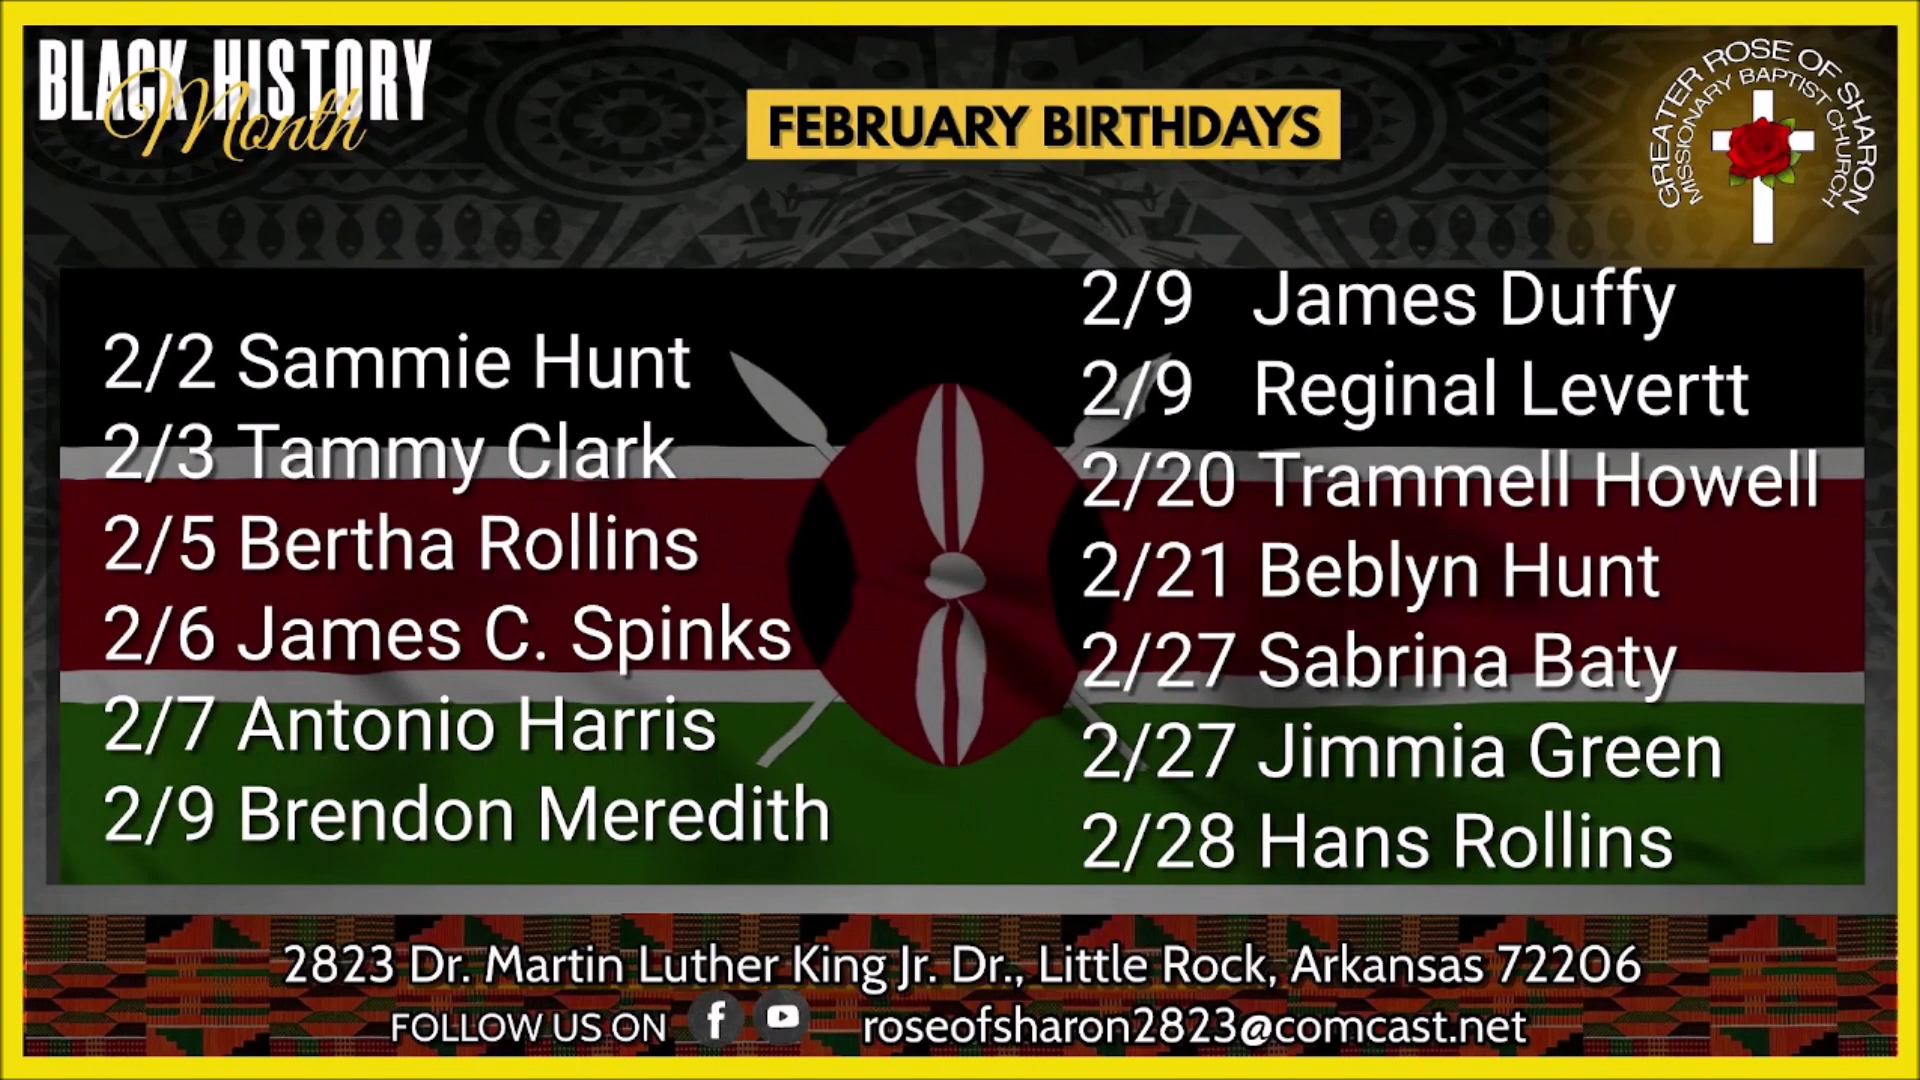 BLACK HISTORY
Month
FEBRUARY BIRTHDAYS
GREATER ROSE OF SHARON
MISSIONARY BAPTIST CHURCH
2/2 Sammie Hunt
2/3 Tammy Clark
2/5 Bertha Rollins
2/6 James C. Spinks
2/7 Antonio Harris
2/9 Brendon Meredith
2/9 James Duffy
2/9 Reginal Levertt
2/20 Trammell Howell
2/21 Beblyn Hunt
2/27 Sabrina Baty
2/27 Jimmia Green
2/28 Hans Rollins
2823 Dr. Martin Luther King Jr. Dr., Little Rock, Arkansas 72206
FOLLOW US ON roseofsharon2823@comcast.net